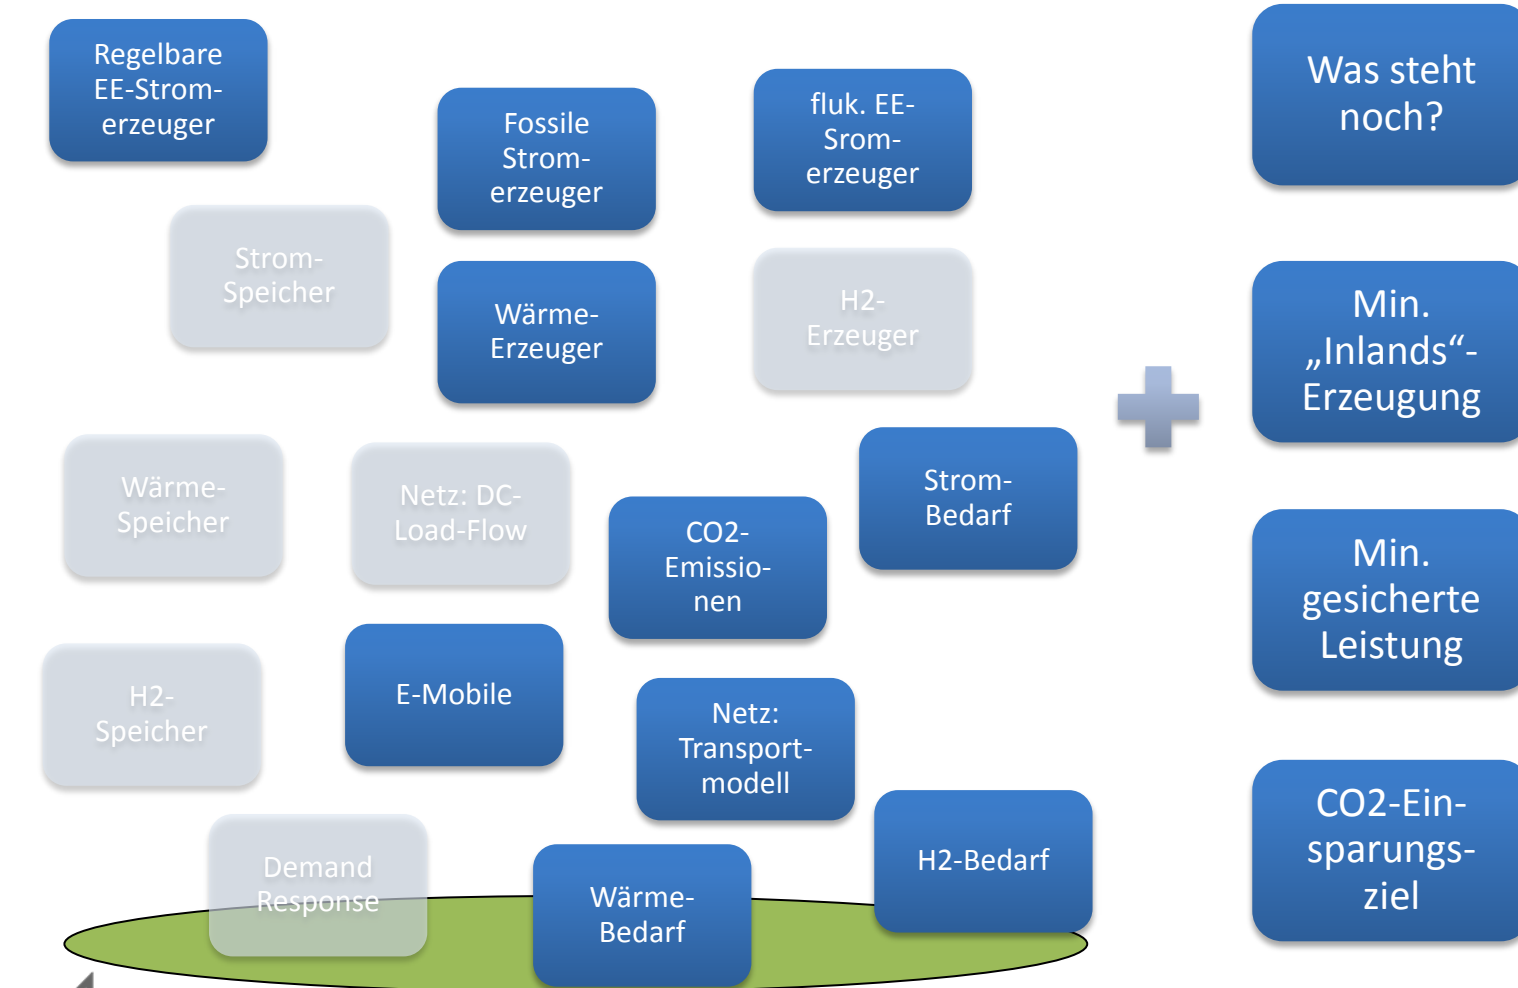 Regelbare
EE-Strom-
erzeuger
Fossile
Strom-
erzeuger
fluk. EE-
Srom-
erzeuger
Was steht
noch?
Strom-
Speicher
Wärme-
Erzeuger
H2-
Erzeuger
Min.
„Inlands“-
Erzeugung
Wärme-
Speicher
Netz: DC-
Load-Flow
CO2-
Emissio-
nen
Strom-
Bedarf
Min.
gesicherte
Leistung
H2-
Speicher
E-Mobile
Netz:
Transport-
modell
CO2-Ein-
sparungs-
ziel
Demand
Response
Wärme-
Bedarf
H2-Bedarf